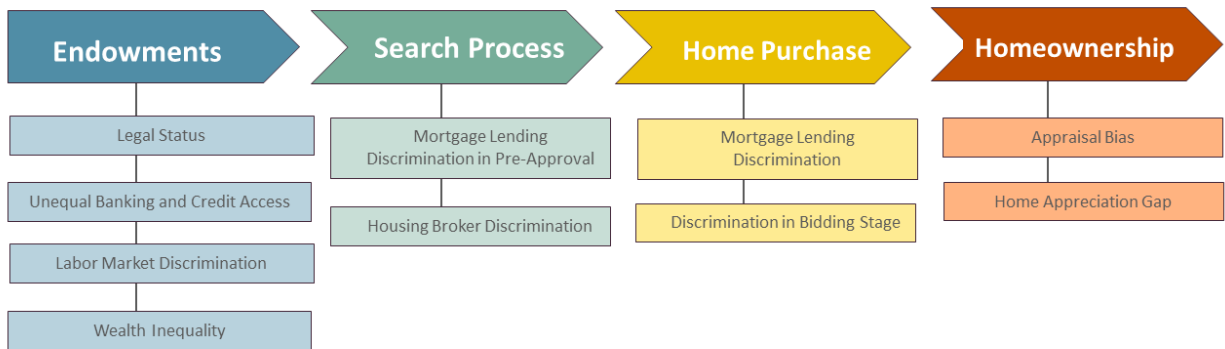 Endowments
Legal Status
Unequal Banking and Credit Access
Labor Market Discrimination
Wealth Inequality
Search Process
Mortgage Lending
Discrimination in Pre-Approval
Housing Broker Discrimination
Home Purchase
Mortgage Lending
Discrimination
Discrimination in Bidding Stage
Homeownership
Appraisal Bias
Home Appreciation Gap